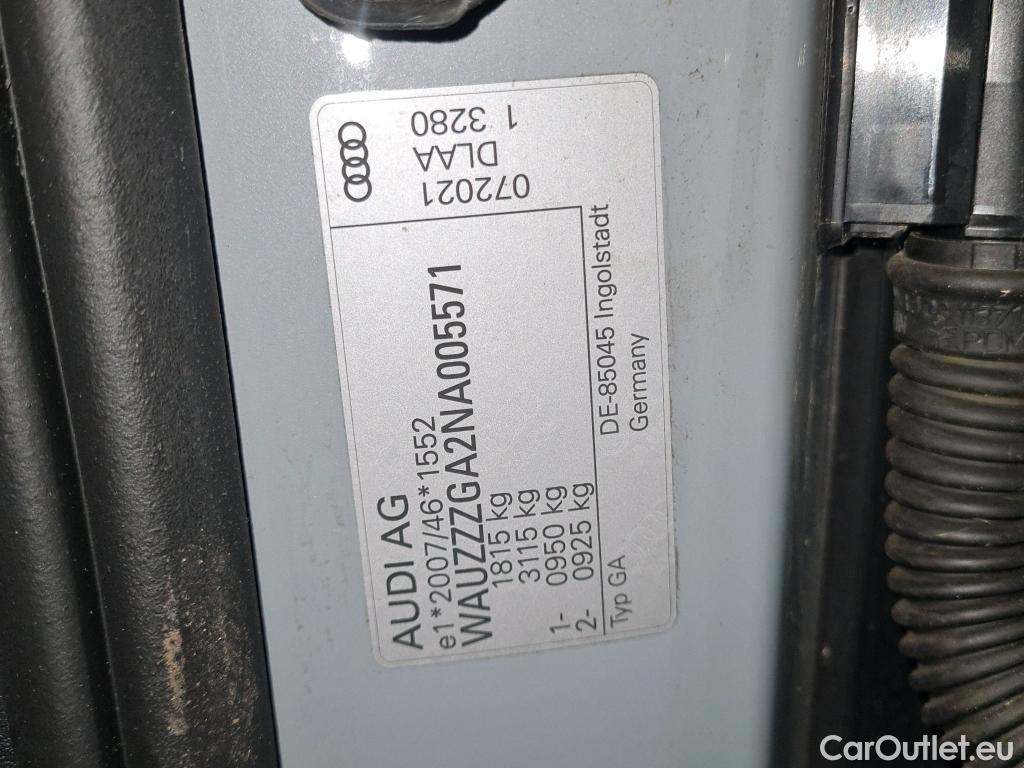 AUDI AG
e1*2007/46*1552
WAUZZZGA2NA005571
1815 kg
3115 kg
1- 0950 kg
2- 0925 kg
Typ GA
DE-85045 Ingolstadt
Germany
072021
DLAA
1 3280
EPDM
CarOutlet.eu